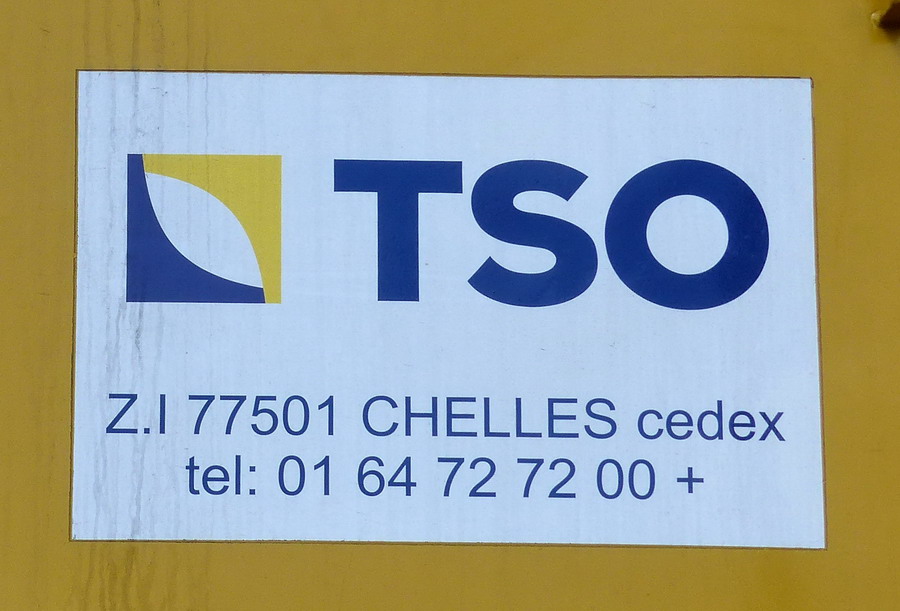 TSO
Z.I 77501 CHELLES cedex
tel: 01 64 72 72 00 +